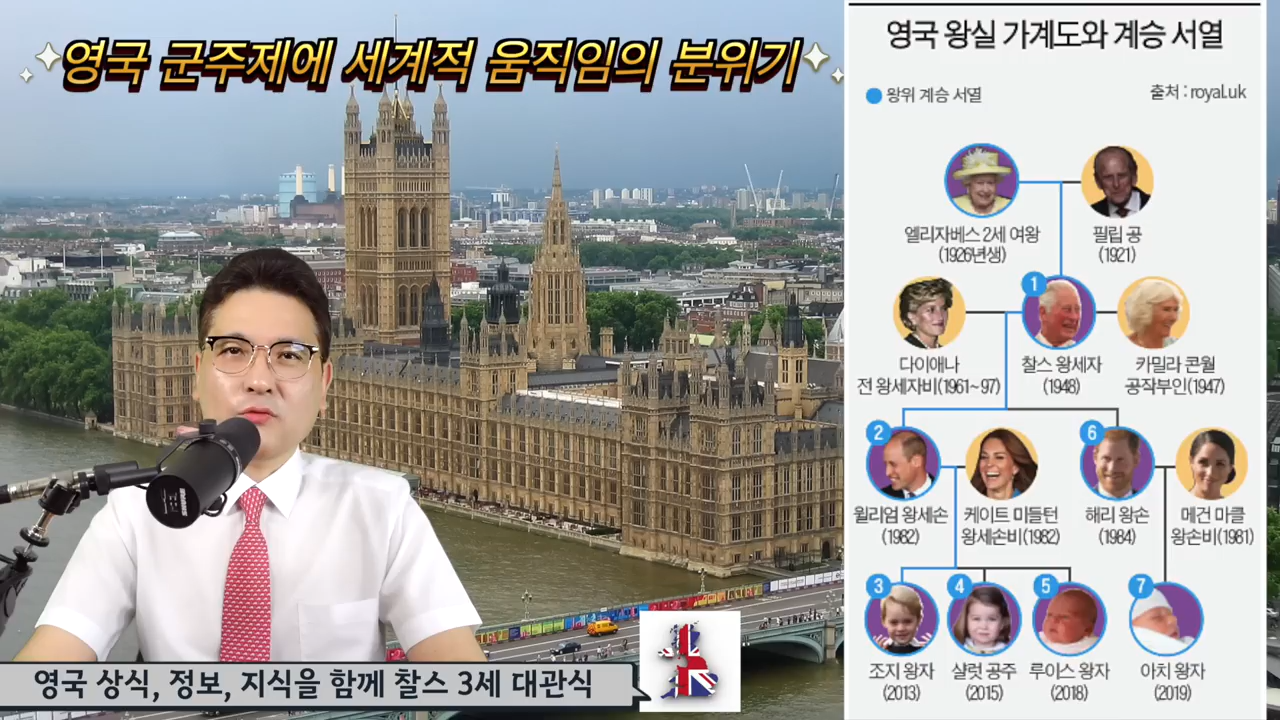 영국 군주제에 세계적 움직임의 분위기
영국 왕실 가계도와 계승 서열
왕위 계승 서열
출처 : royal.uk
엘리자베스 2세 여왕
(1926년생)
필립 공
(1921)
1
다이애나
전 왕세자비(1961~97)
찰스 왕세자
(1948)
카밀라 콘월
공작부인(1947)
2
6
윌리엄 왕세손
(1982)
케이트 미들턴
왕세손비(1982)
해리 왕손
(1984)
메건 마클
왕손비(1981)
3
4
5
7
조지 왕자
(2013)
샬럿 공주
(2015)
루이스 왕자
(2018)
아치 왕자
(2019)
영국 상식, 정보, 지식을 함께 찰스 3세 대관식